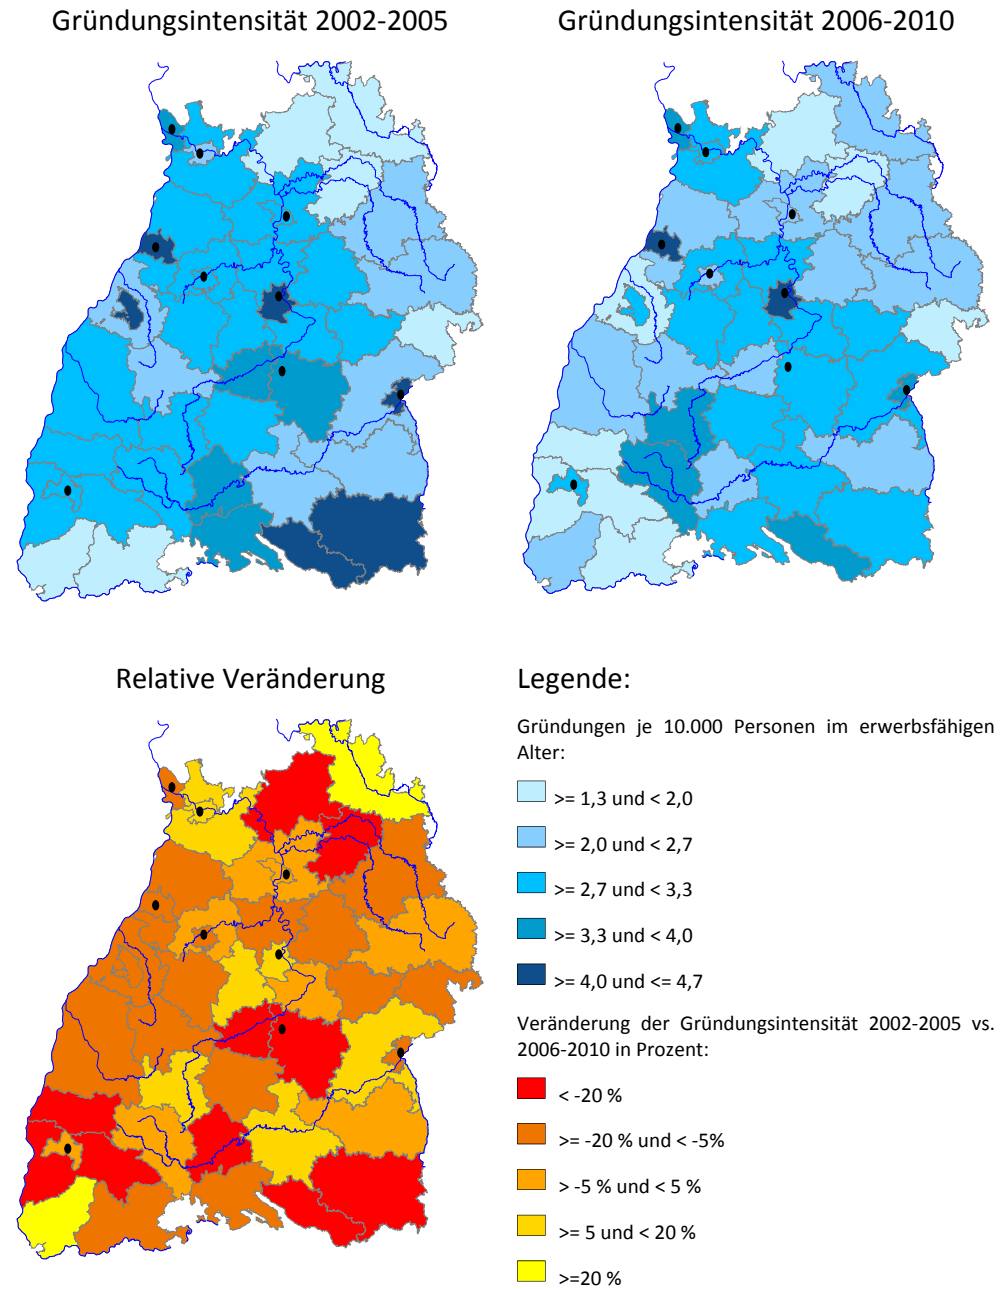 Gründungsintensität 2002-2005
Gründungsintensität 2006-2010
Relative Veränderung
Legende:
Gründungen je 10.000 Personen im erwerbsfähigen
Alter:
>= 1,3 und < 2,0
>= 2,0 und < 2,7
>= 2,7 und < 3,3
>= 3,3 und < 4,0
>= 4,0 und <= 4,7
Veränderung der Gründungsintensität 2002-2005 vs.
2006-2010 in Prozent:
< -20 %
>= -20 % und < -5%
> -5 % und < 5 %
>= 5 und < 20 %
>=20 %